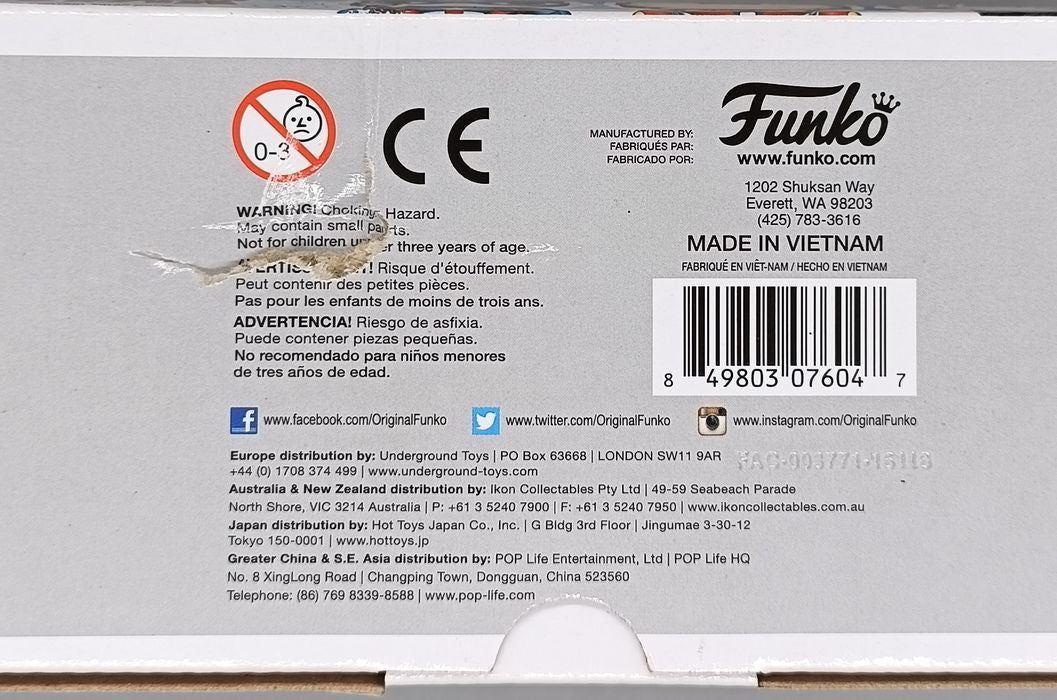 0-3
CE
MANUFACTURED BY:
FABRIQUÉS PAR:
FABRICADO POR:
Funko
www.funko.com
1202 Shuksan Way
Everett, WA 98203
(425) 783-3616
MADE IN VIETNAM
FABRIQUÉ EN VIÊT-NAM / HECHO EN VIETNAM
8 49803 07604 7
WARNING! Choking Hazard.
May contain small parts.
Not for children under three years of age.
Risque d'étouffement.
Peut contenir des petites pièces.
Pas pour les enfants de moins de trois ans.
ADVERTENCIA! Riesgo de asfixia.
Puede contener piezas pequeñas.
No recomendado para niños menores
de tres años de edad.
www.facebook.com/OriginalFunko www.twitter.com/OriginalFunko www.instagram.com/OriginalFunko
Europe distribution by: Underground Toys | PO Box 63668 | LONDON SW11 9AR
+44 (0) 1708 374 499 | www.underground-toys.com
FAC-003771-16116
Australia & New Zealand distribution by: Ikon Collectables Pty Ltd | 49-59 Seabeach Parade
North Shore, VIC 3214 Australia | P: +61 3 5240 7900 | F: +61 3 5240 7950 | www.ikoncollectables.com.au
Japan distribution by: Hot Toys Japan Co., Inc. | G Bldg 3rd Floor | Jingumae 3-30-12
Tokyo 150-0001 | www.hottoys.jp
Greater China & S.E. Asia distribution by: POP Life Entertainment, Ltd | POP Life HQ
No. 8 XingLong Road | Changping Town, Dongguan, China 523560
Telephone: (86) 769 8339-8588 | www.pop-life.com